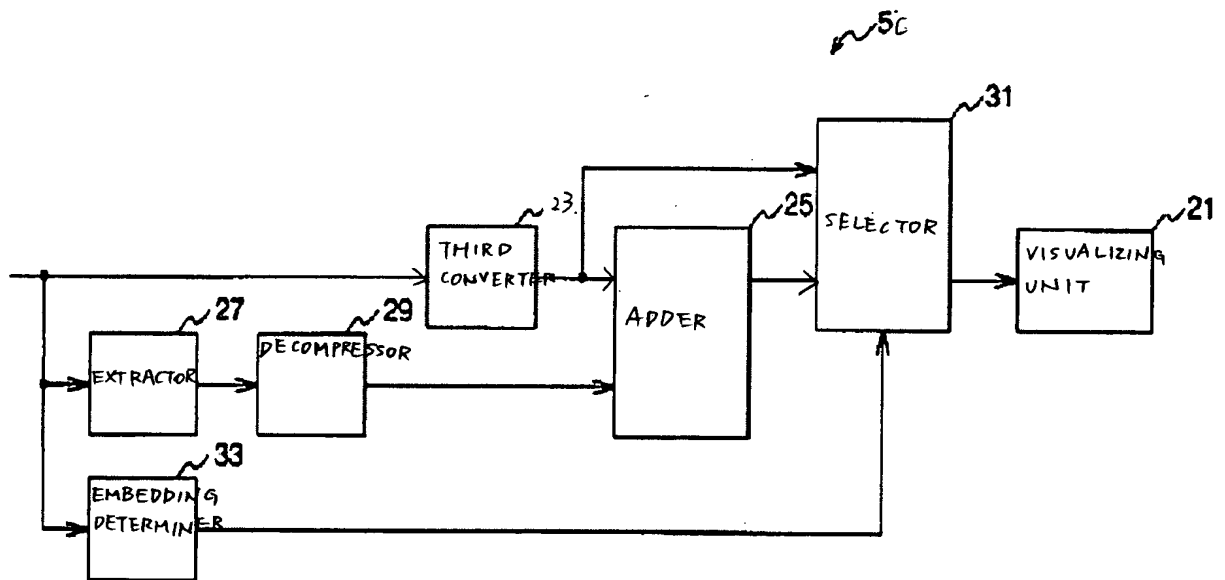 5C
31
SELECTOR
23.
THIRD
CONVERTER
25
ADDER
21
VISUALIZING
UNIT
27
EXTRACTOR
29
DECOMPRESSOR
33
EMBEDDING
DETERMINER